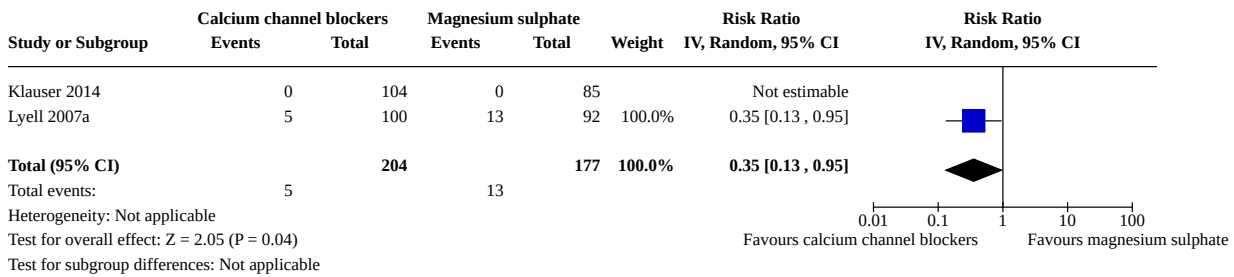 Calcium channel blockers Magnesium sulphate Risk Ratio Risk Ratio
Study or Subgroup Events Total Events Total Weight IV, Random, 95% CI IV, Random, 95% CI
Klauser 2014 0 104 0 85 Not estimable
Lyell 2007a 5 100 13 92 100.0% 0.35 [0.13 , 0.95]
Total (95% CI) 204 177 100.0% 0.35 [0.13 , 0.95]
Total events: 5 13
Heterogeneity: Not applicable
0.01 0.1 1 10 100
Test for overall effect: Z = 2.05 (P = 0.04) Favours calcium channel blockers Favours magnesium sulphate
Test for subgroup differences: Not applicable